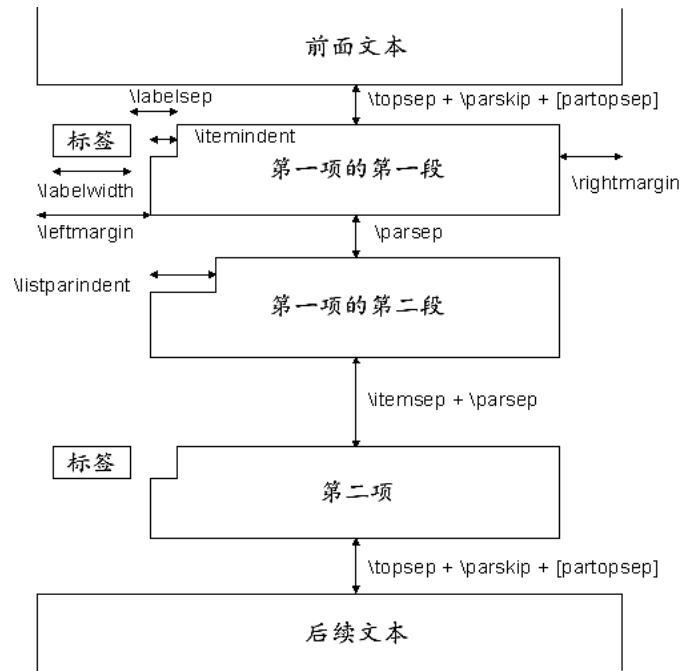 前面文本
\topsep + \parskip + [partopsep]
\labelsep
标签
\itemindent
第一项的第一段
\rightmargin
\labelwidth
\leftmargin
\parsep
\listparindent
第一项的第二段
\itemsep + \parsep
标签
第二项
\topsep + \parskip + [partopsep]
后续文本